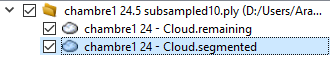 chambre1 24.5 subsampled10.ply (D:/Users/Ara...
chambre1 24 - Cloud.remaining
chambre1 24 - Cloud.segmented